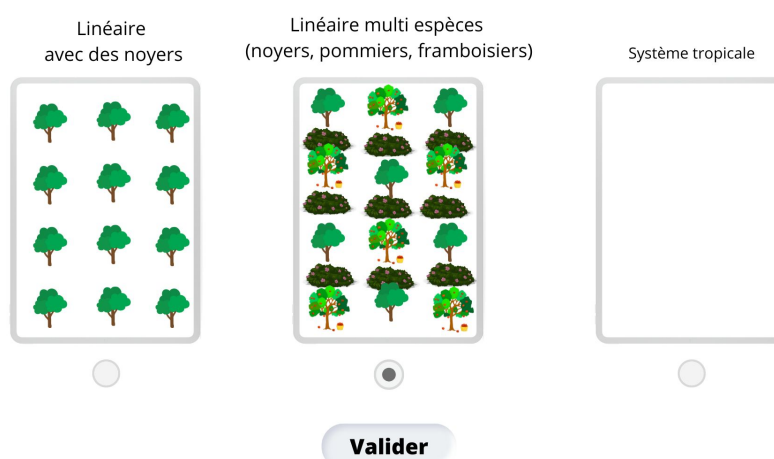 Linéaire
avec des noyers
Linéaire multi espèces
(noyers, pommiers, framboisiers)
Système tropicale
Valider